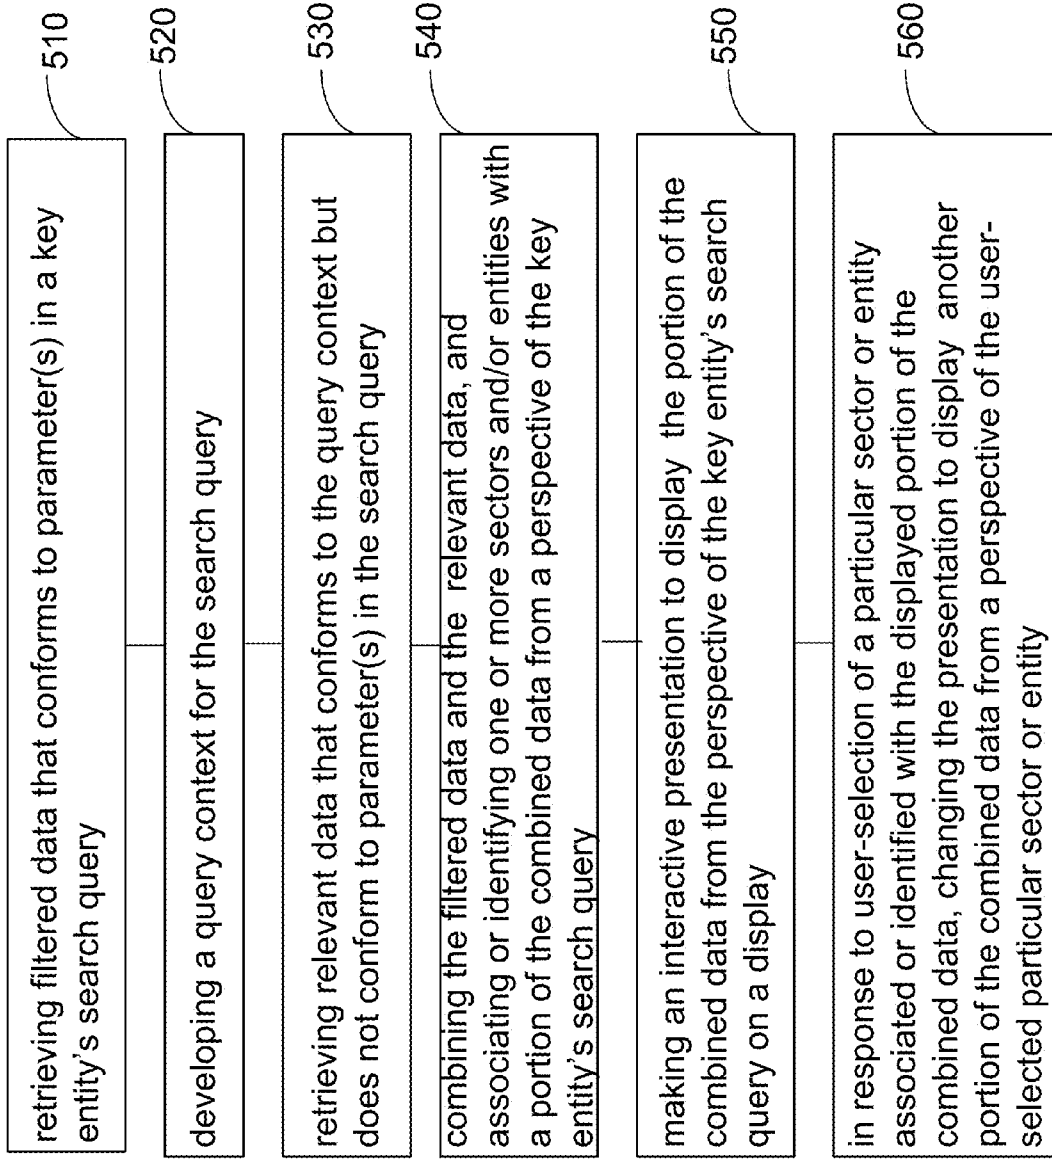 510
retrieving filtered data that conforms to parameter(s) in a key
entity's search query
520
developing a query context for the search query
530
retrieving relevant data that conforms to the query context but
does not conform to parameter(s) in the search query
540
combining the filtered data and the relevant data, and
associating or identifying one or more sectors and/or entities with
a portion of the combined data from a perspective of the key
entity's search query
550
making an interactive presentation to display the portion of the
combined data from the perspective of the key entity's search
query on a display
560
in response to user-selection of a particular sector or entity
associated or identified with the displayed portion of the
combined data, changing the presentation to display another
portion of the combined data from a perspective of the user-
selected particular sector or entity